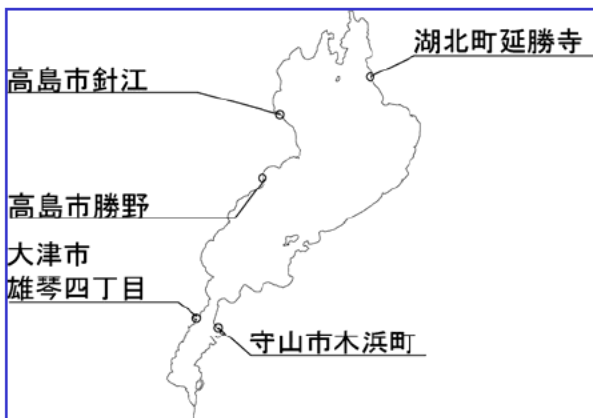 湖北町延勝寺
高島市針江
高島市勝野
大津市
雄琴四丁目
守山市木浜町